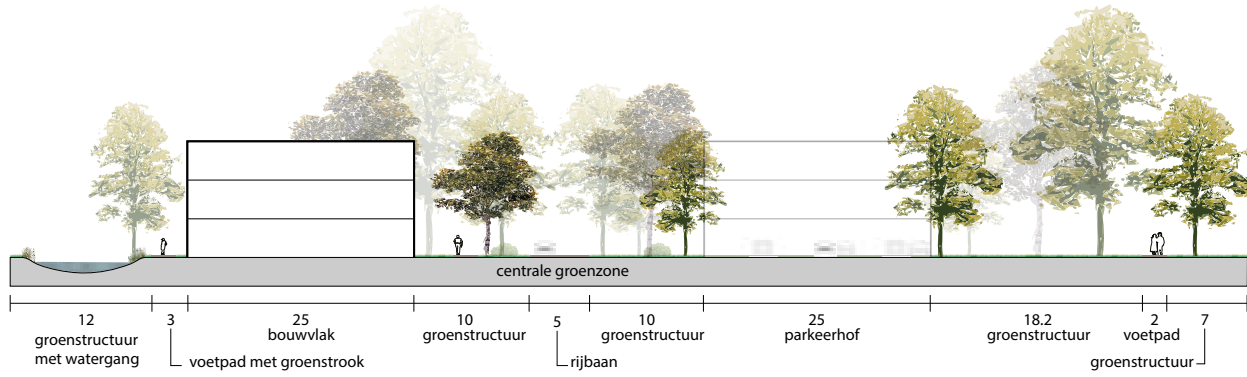 centrale groenzone
12
3
25
10
5
10
25
18.2
2
7
groenstructuur
met watergang
bouwvlak
groenstructuur
groenstructuur
parkeerhof
groenstructuur
voetpad
voetpad met groenstrook
rijbaan
groenstructuur